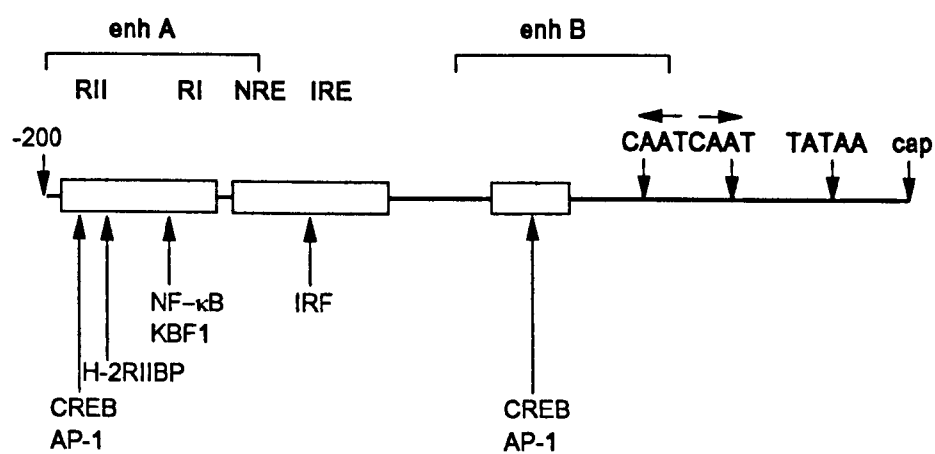 enh A
enh B
RII RI NRE IRE
-200
CAATCAAT TATAA cap
NF-κB
KBF1
IRF
H-2RIIBP
CREB
AP-1
CREB
AP-1